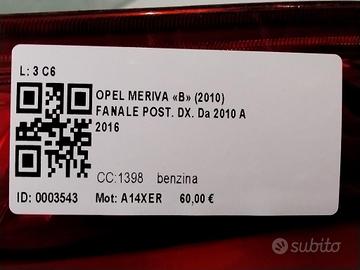 L: 3 C6
OPEL MERIVA «B» (2010)
FANALE POST. DX. Da 2010 A
2016
CC:1398 benzina
ID: 0003543 Mot: A14XER 60,00 €
subito